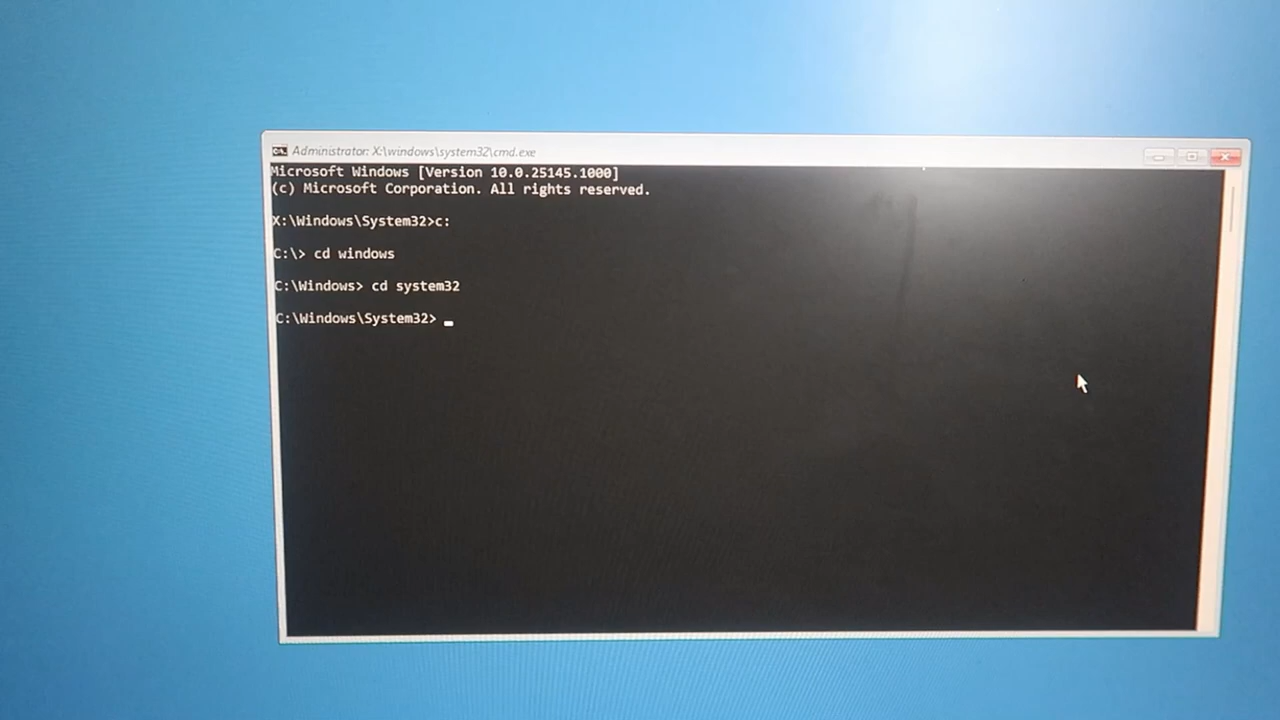 Administrator: X:\windows\system32\cmd.exe
Microsoft Windows [Version 10.0.25145.1000]
(c) Microsoft Corporation. All rights reserved.
X:\Windows\System32>c:
C:\> cd windows
C:\Windows> cd system32
C:\Windows\System32>